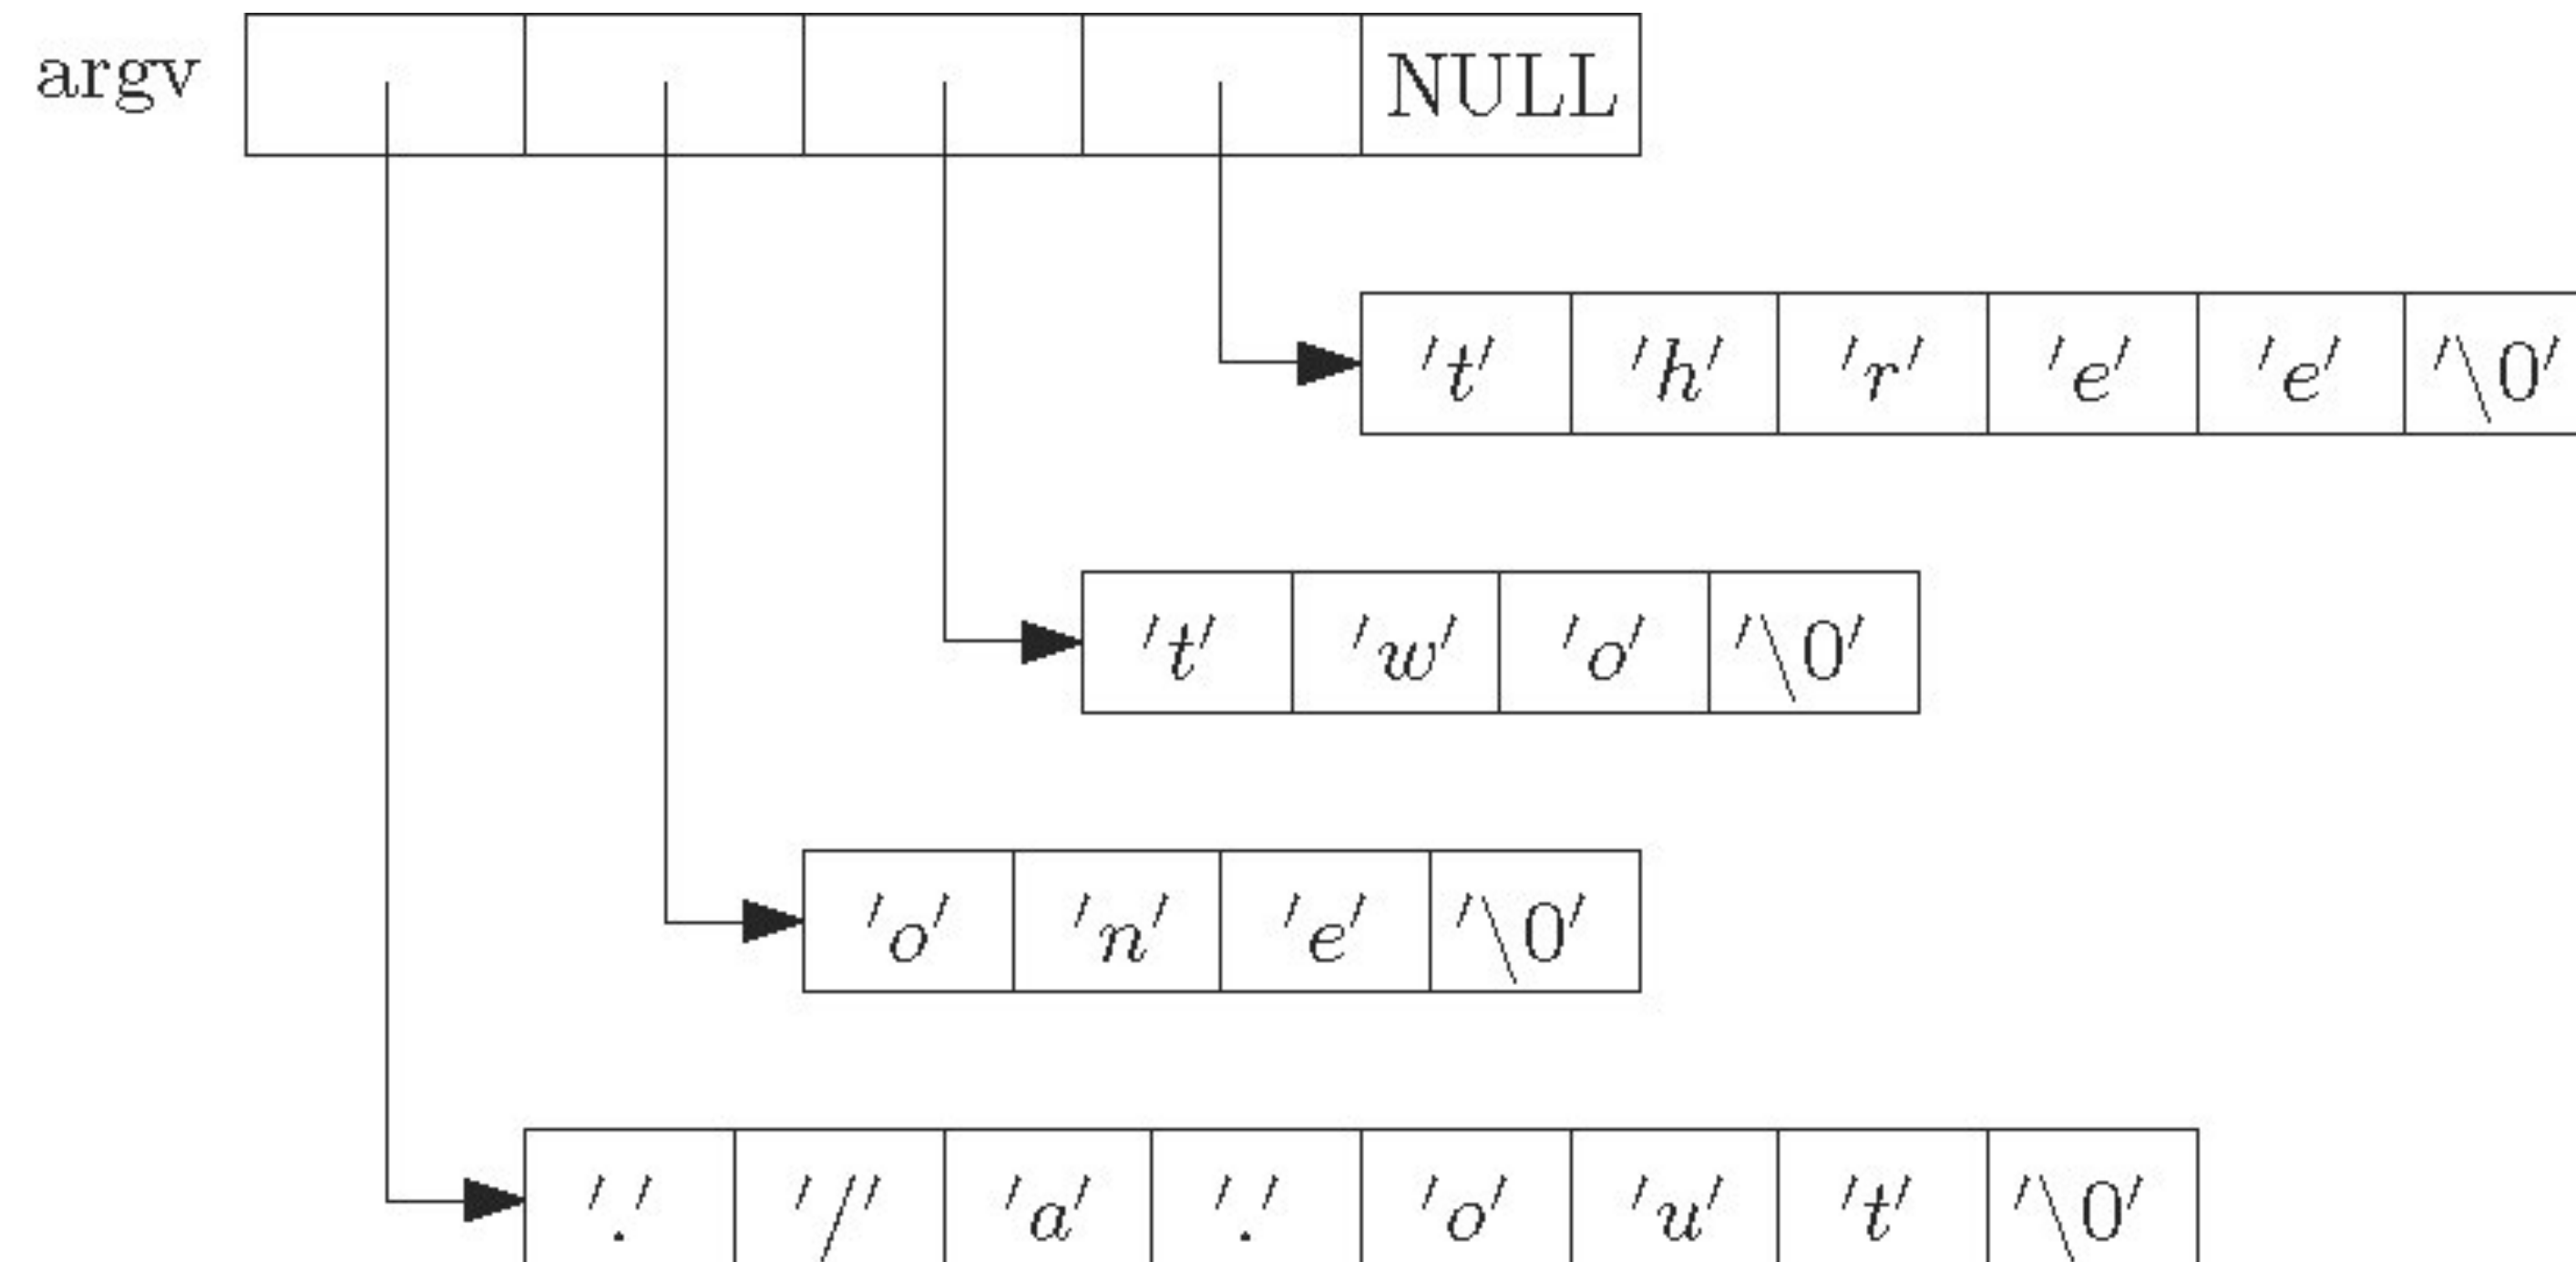 argv NULL
't' 'h' 'r' 'e' 'e' '\0'
't' 'w' 'o' '\0'
'o' 'n' 'e' '\0'
'.' '/' 'a' '.' 'o' 'u' 't' '\0'